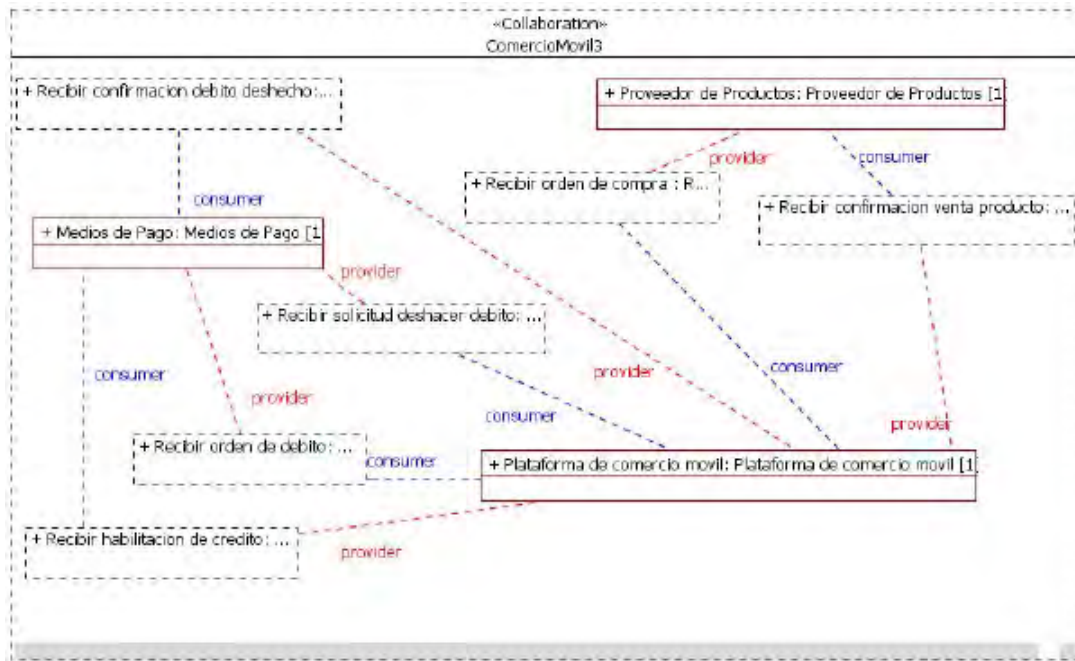 «Collaboration»
ComercioMovil3
+ Recibir confirmacion debito deshecho:...
+ Proveedor de Productos: Proveedor de Productos [1
provider
consumer
+ Recibir orden de compra : R...
+ Recibir confirmacion venta producto: ...
consumer
+ Medios de Pago: Medios de Pago [1
provider
+ Recibir solicitud deshacer debito: ...
consumer
provider
provider
consumer
consumer
provider
+ Recibir orden de debito: ...
consumer
+ Plataforma de comercio movil: Plataforma de comercio movil [1
+ Recibir habilitacion de credito: ...
provider